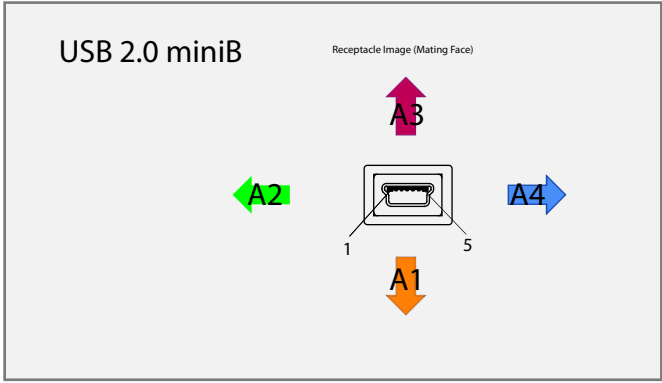 USB 2.0 miniB
Receptacle Image (Mating Face)
A3
A2
A4
1
5
A1